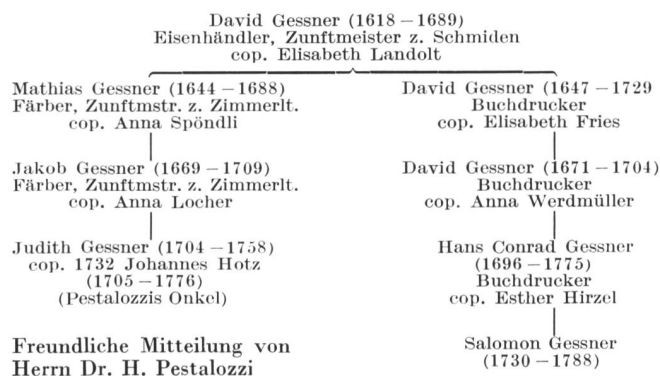 David Gessner (1618–1689)
Eisenhändler, Zunftmeister z. Schmiden
cop. Elisabeth Landolt
Mathias Gessner (1644–1688)
Färber, Zunftmstr. z. Zimmerlt.
cop. Anna Spöndli
Jakob Gessner (1669–1709)
Färber, Zunftmstr. z. Zimmerlt.
cop. Anna Locher
Judith Gessner (1704–1758)
cop. 1732 Johannes Hotz
(1705–1776)
(Pestalozzis Onkel)
Freundliche Mitteilung von
Herrn Dr. H. Pestalozzi
David Gessner (1647–1729
Buchdrucker
cop. Elisabeth Fries
David Gessner (1671–1704)
Buchdrucker
cop. Anna Werdmüller
Hans Conrad Gessner
(1696–1775)
Buchdrucker
cop. Esther Hirzel
Salomon Gessner
(1730–1788)